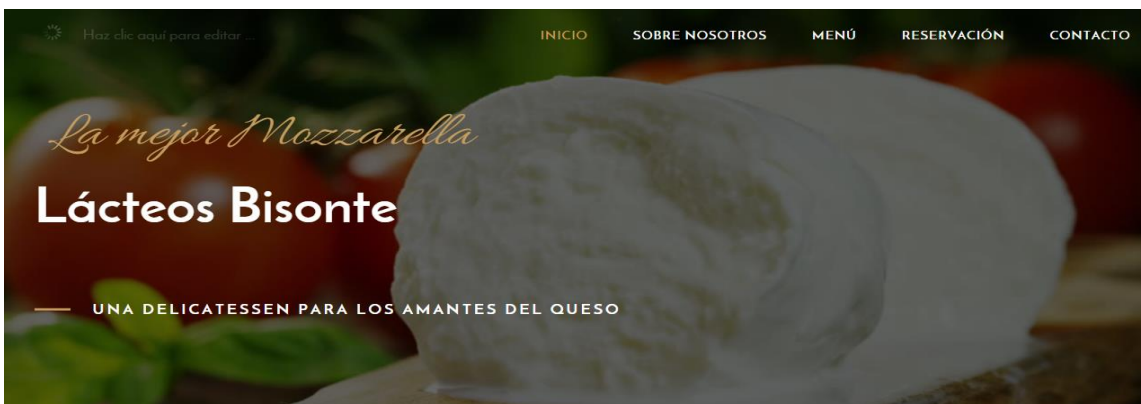 Haz clic aquí para editar ...
INICIO SOBRE NOSOTROS MENÚ RESERVACIÓN CONTACTO
La mejor Mozzarella
Lácteos Bisonte
UNA DELICATESSEN PARA LOS AMANTES DEL QUESO